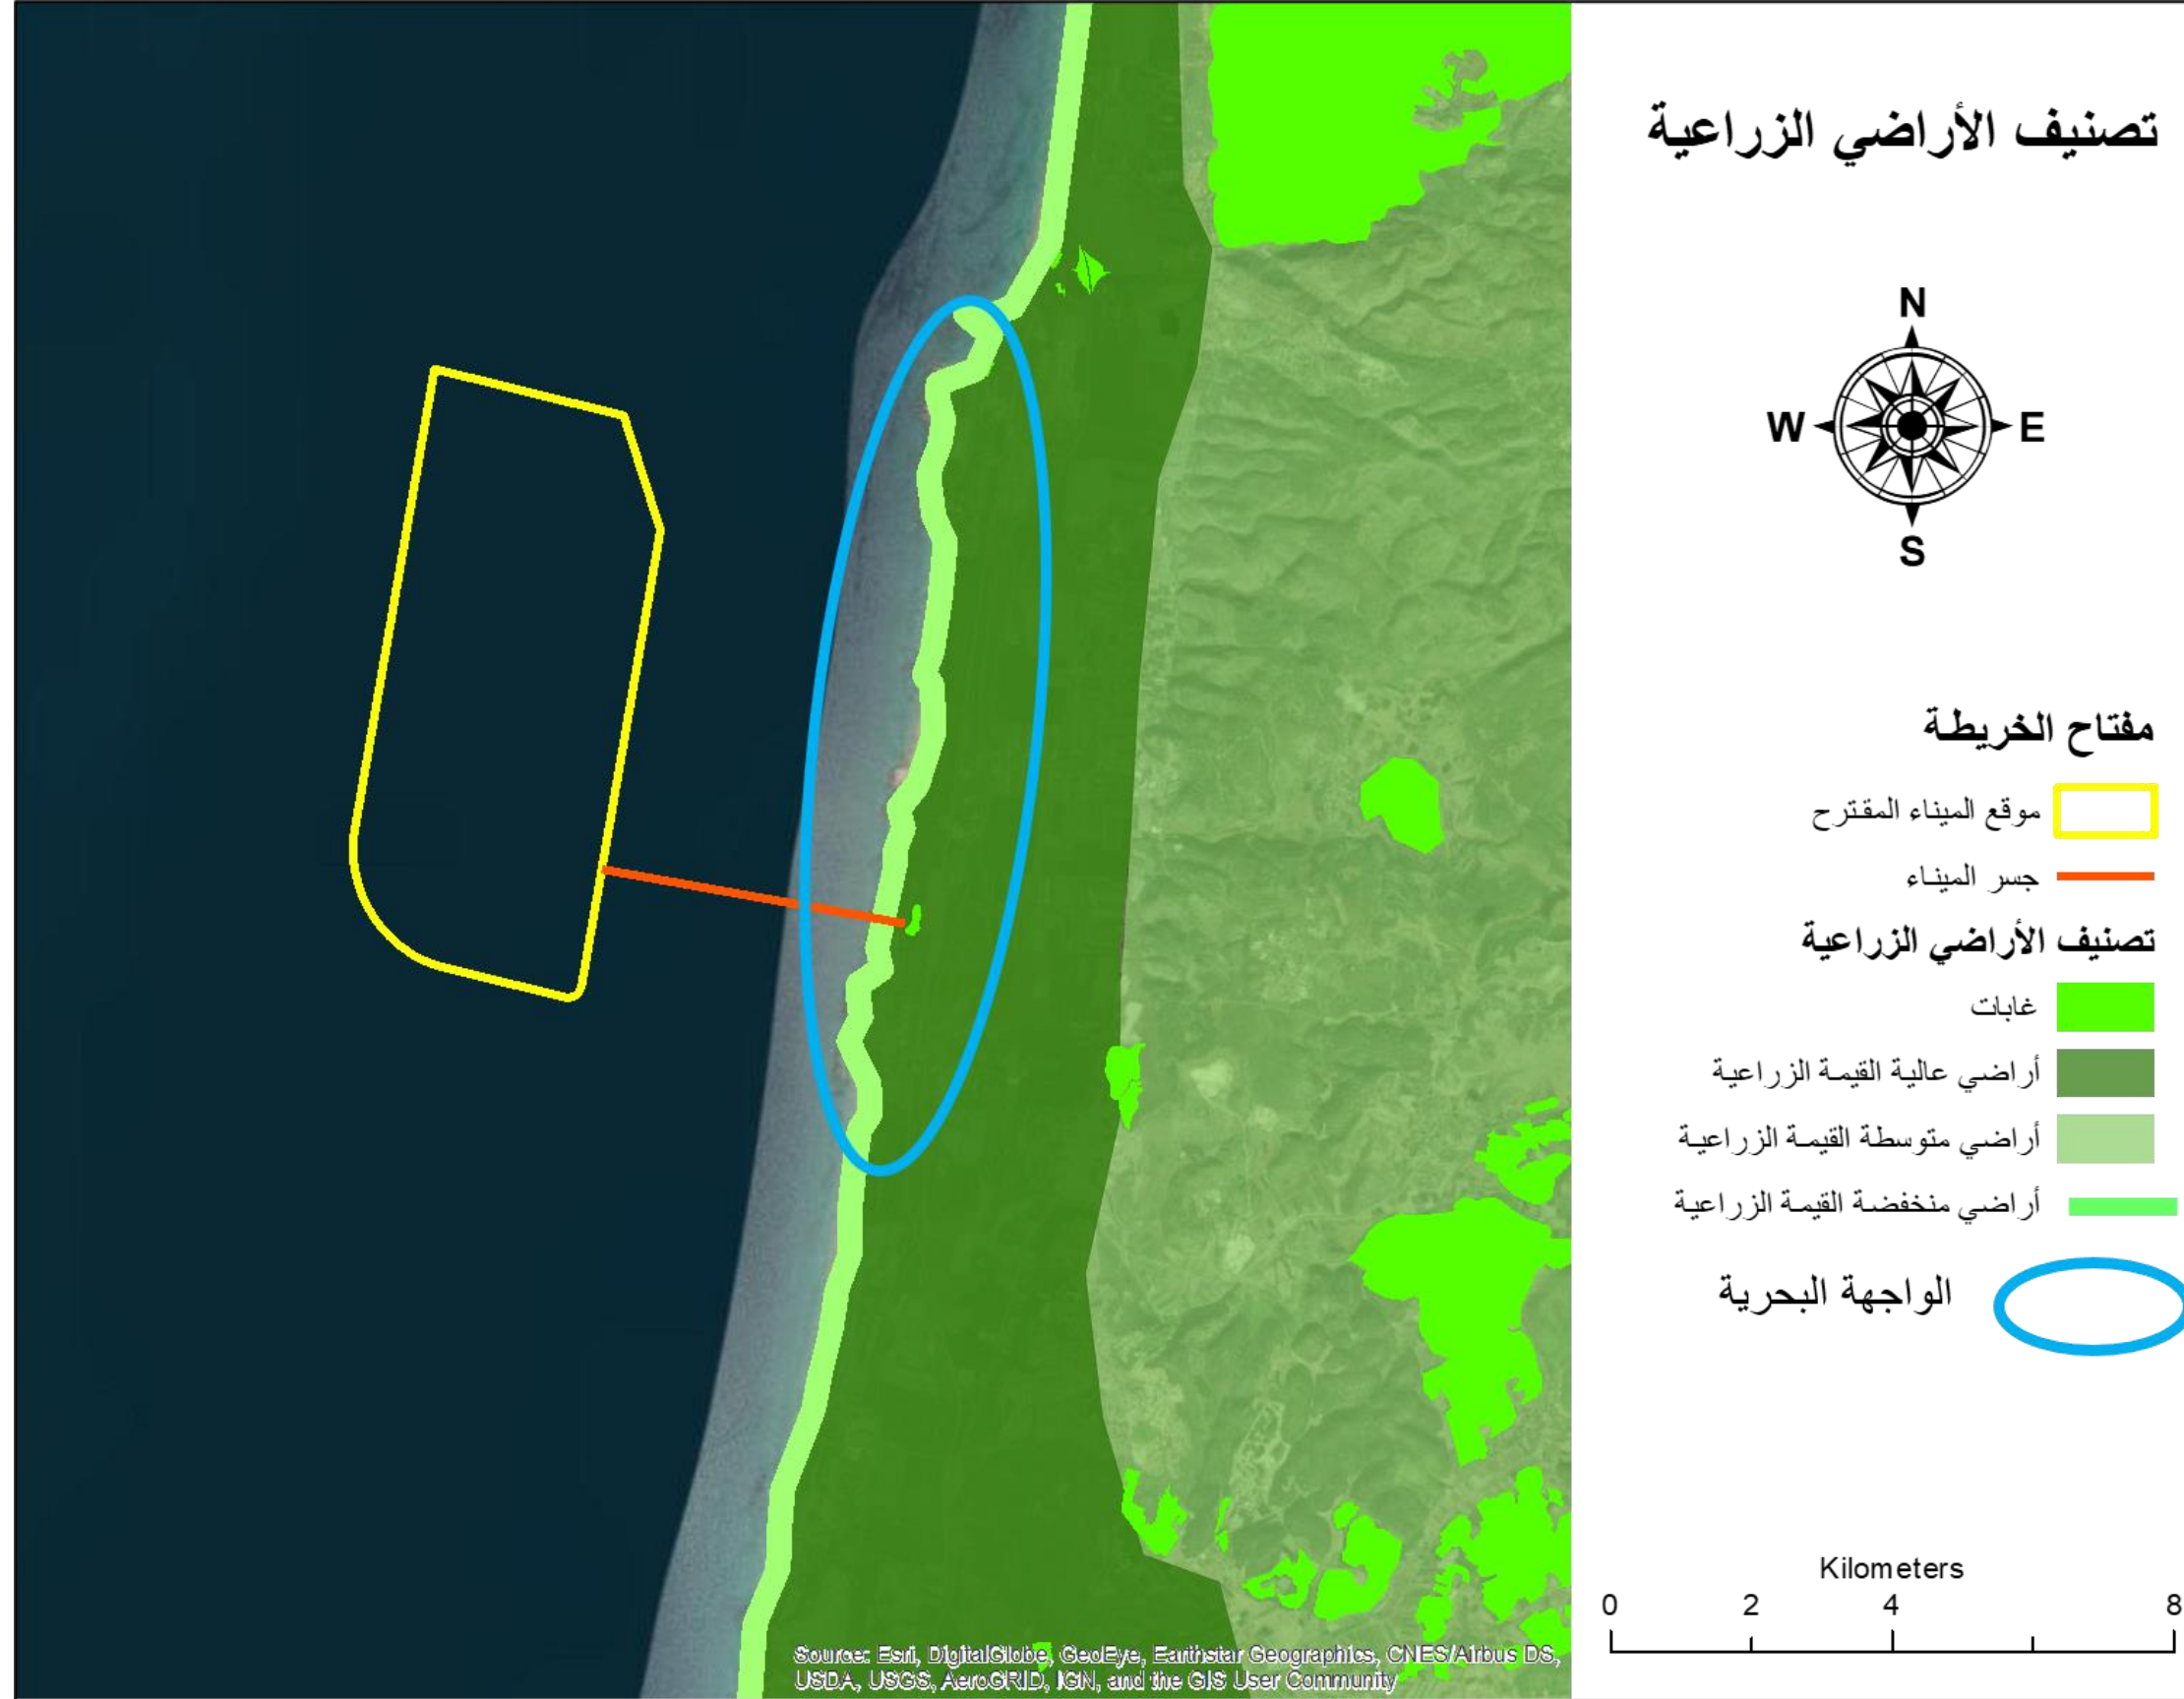 تصنيف الأراضي الزراعية
N
W
E
S
مفتاح الخريطة
موقع الميناء المقترح
جسر الميناء
تصنيف الأراضي الزراعية
غابات
أراضي عالية القيمة الزراعية
أراضي متوسطة القيمة الزراعية
أراضي منخفضة القيمة الزراعية
الواجهة البحرية
Kilometers
0 2 4 8
Source: Esri, DigitalGlobe, GeoEye, Earthstar Geographics, CNES/Airbus DS,
USDA, USGS, AeroGRID, IGN, and the GIS User Community